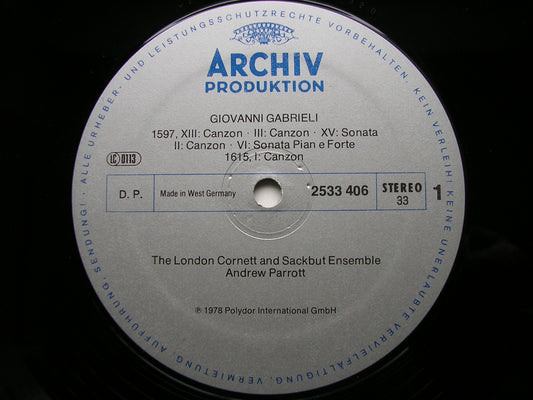 ALLE URHEBER- UND LEISTUNGSSCHUTZRECHTE VORBEHALTEN. KEIN VERLEIH! KEINE UNERLAUBTE VERVIELFÄLTIGUNG, VERMIETUNG, AUFFÜHRUNG, SENDUNG!
ARCHIV
PRODUKTION
GIOVANNI GABRIELI
1597, XIII: Canzon · III: Canzon · XV: Sonata
II: Canzon · VI: Sonata Pian e Forte
1615, I: Canzon
LC 0113
D. P. Made in West Germany 2533 406 STEREO 33 1
The London Cornett and Sackbut Ensemble
Andrew Parrott
℗ 1978 Polydor International GmbH